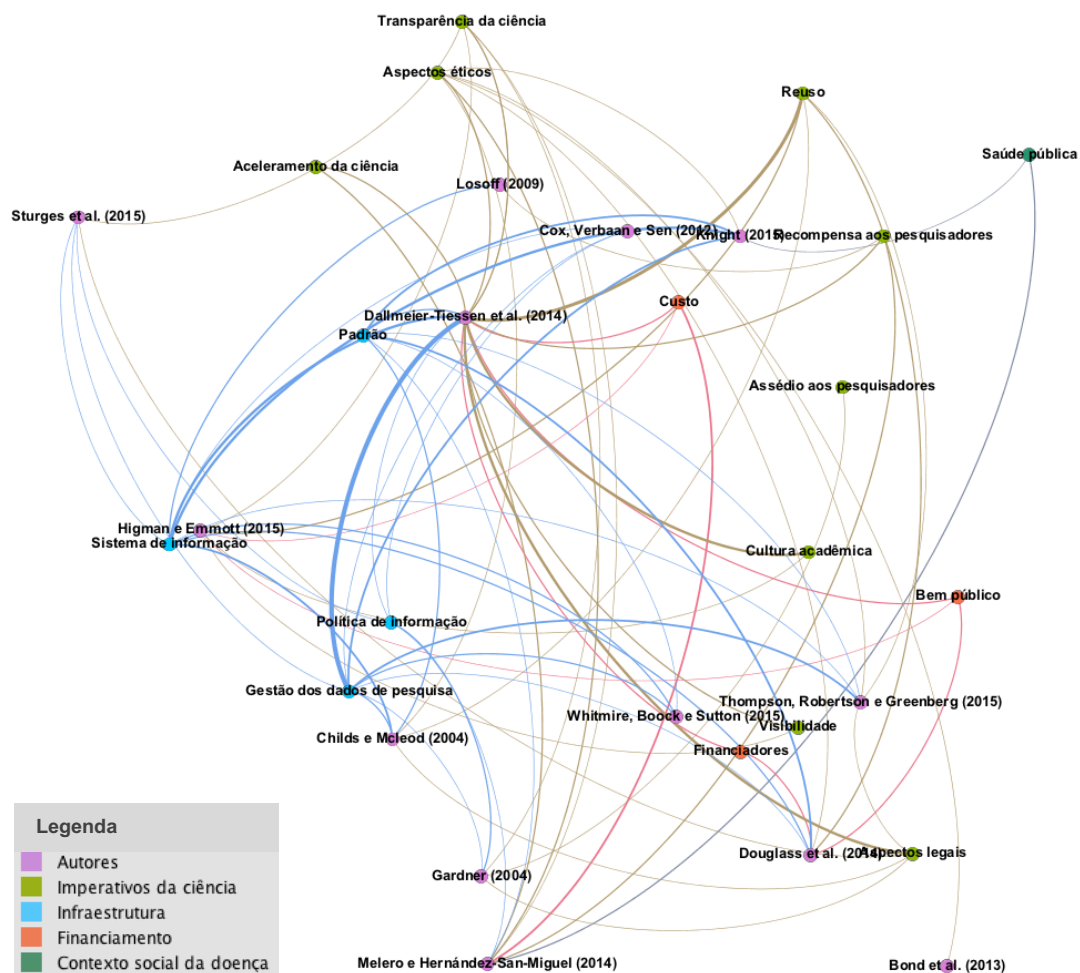 Transparência da ciência
Aspectos éticos
Reuso
Saúde pública
Aceleramento da ciência
Losoff (2009)
Sturges et al. (2015)
Cox, Verbaan e Sen (2012)
Knight (2015)
Recompensa aos pesquisadores
Custo
Dallmeier-Tiessen et al. (2014)
Padrão
Assédio aos pesquisadores
Higman e Emmott (2015)
Sistema de informação
Cultura acadêmica
Bem público
Política de informação
Gestão dos dados de pesquisa
Thompson, Robertson e Greenberg (2015)
Whitmire, Boock e Sutton (2015)
Visibilidade
Childs e Mcleod (2004)
Financiadores
Douglass et al. (2014)
Aspectos legais
Gardner (2004)
Melero e Hernández-San-Miguel (2014)
Bond et al. (2013)
Legenda
Autores
Imperativos da ciência
Infraestrutura
Financiamento
Contexto social da doença